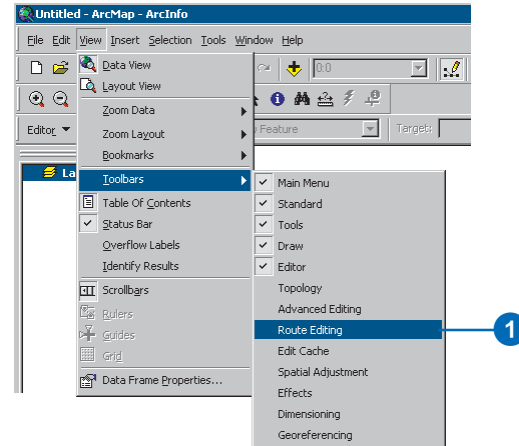 Untitled - ArcMap - ArcInfo
File Edit View Insert Selection Tools Window Help
0:0
Editor
Feature
Target:
La
Data View
Layout View
Zoom Data
Zoom Layout
Bookmarks
Toolbars
Table Of Contents
Status Bar
Overflow Labels
Identify Results
Scrollbars
Rulers
Guides
Grid
Data Frame Properties...
Main Menu
Standard
Tools
Draw
Editor
Topology
Advanced Editing
Route Editing
1
Edit Cache
Spatial Adjustment
Effects
Dimensioning
Georeferencing